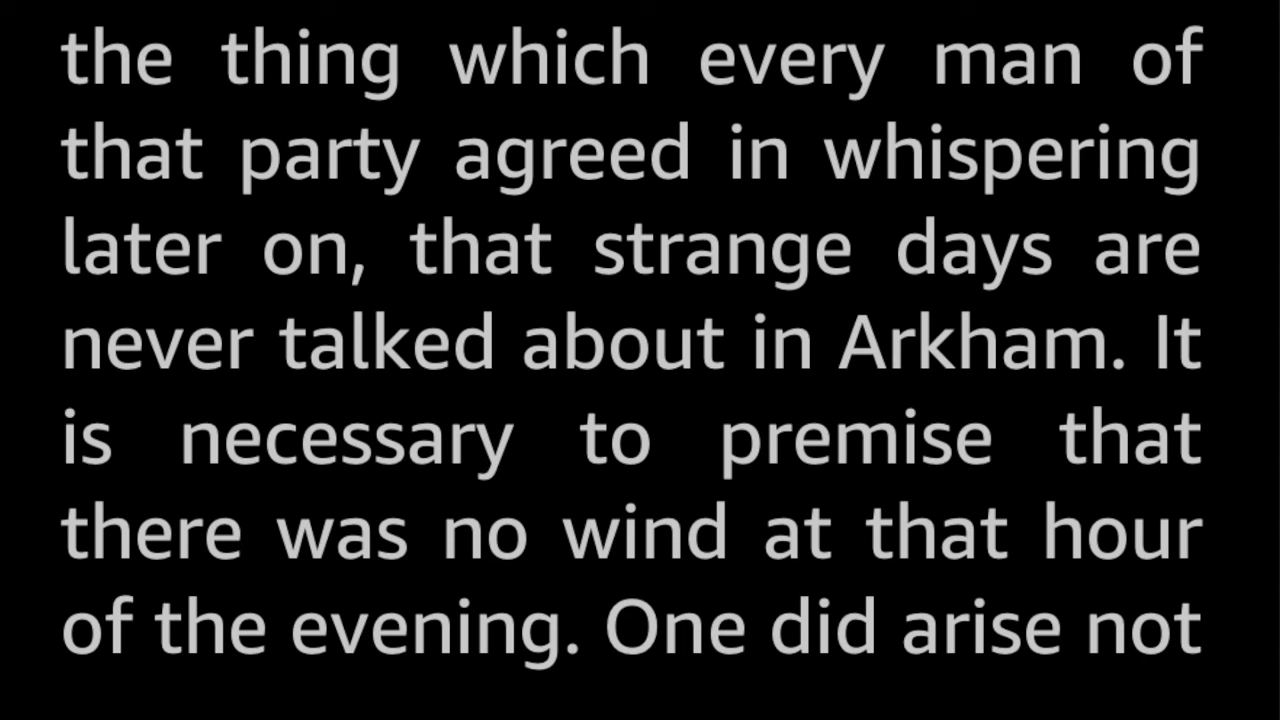 the thing which every man of
that party agreed in whispering
later on, that strange days are
never talked about in Arkham. It
is necessary to premise that
there was no wind at that hour
of the evening. One did arise not